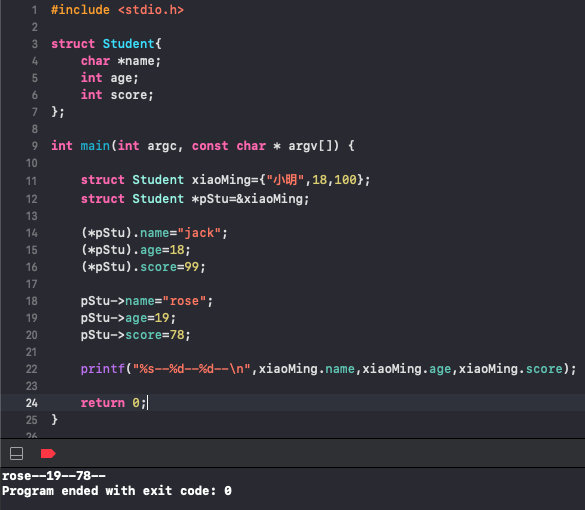 1 #include <stdio.h>
2
3 struct Student{
4     char *name;
5     int age;
6     int score;
7 };
8
9 int main(int argc, const char * argv[]) {
10
11     struct Student xiaoMing={"小明",18,100};
12     struct Student *pStu=&xiaoMing;
13
14     (*pStu).name="jack";
15     (*pStu).age=18;
16     (*pStu).score=99;
17
18     pStu->name="rose";
19     pStu->age=19;
20     pStu->score=78;
21
22     printf("%s--%d--%d--\n",xiaoMing.name,xiaoMing.age,xiaoMing.score);
23
24     return 0;
25 }
26
rose--19--78--
Program ended with exit code: 0